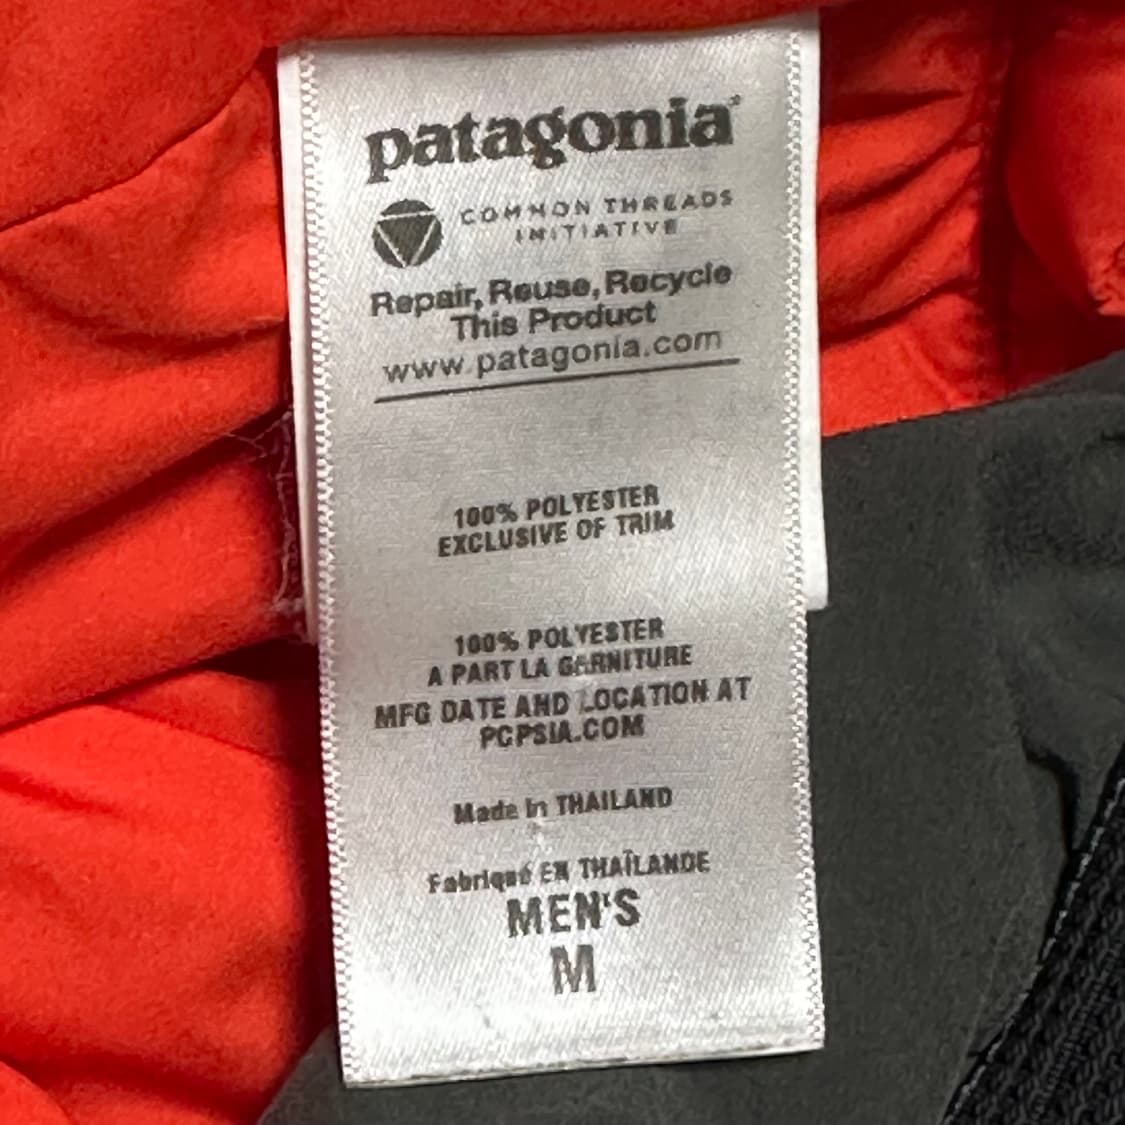 patagonia®
COMMON THREADS
INITIATIVE
Repair, Reuse, Recycle
This Product
www.patagonia.com
100% POLYESTER
EXCLUSIVE OF TRIM
100% POLYESTER
A PART LA GARNITURE
MFG DATE AND LOCATION AT
PCPSIA.COM
Made in THAILAND
Fabriqué EN THAÏLANDE
MEN'S
M